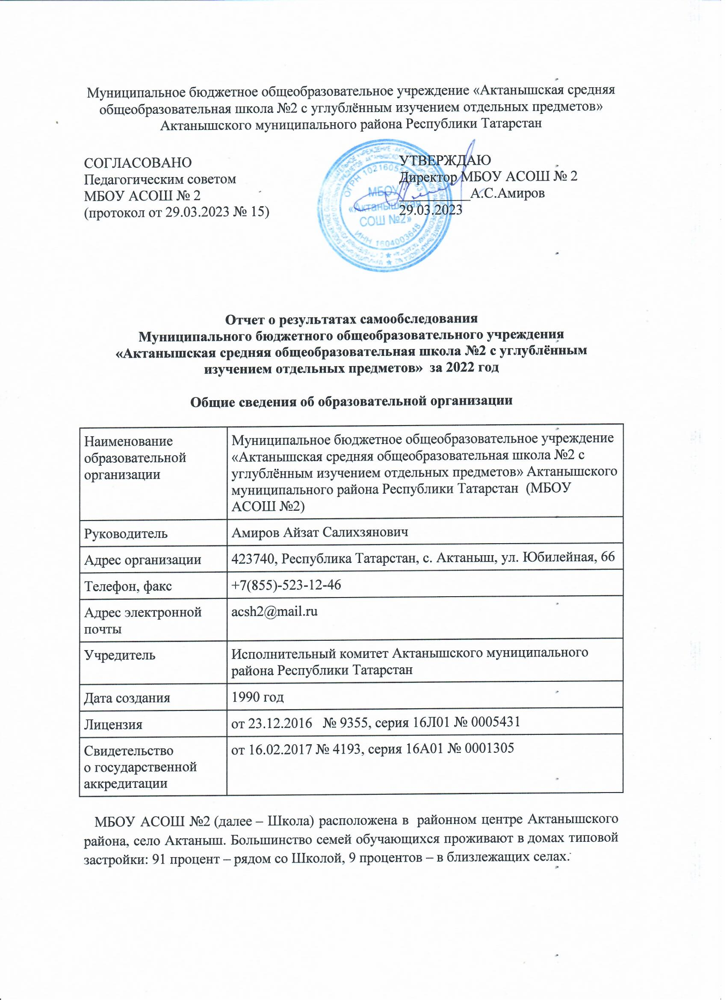 Муниципальное бюджетное общеобразовательное учреждение «Актанышская средняя
общеобразовательная школа №2 с углублённым изучением отдельных предметов»
Актанышского муниципального района Республики Татарстан
СОГЛАСОВАНО
Педагогическим советом
МБОУ АСОШ № 2
(протокол от 29.03.2023 № 15)
УТВЕРЖДАЮ
Директор МБОУ АСОШ № 2
__________А.С.Амиров
29.03.2023
МБОУ
«Актанышская
СОШ №2»
ИНН 1604003648
Отчет о результатах самообследования
Муниципального бюджетного общеобразовательного учреждения
«Актанышская средняя общеобразовательная школа №2 с углублённым
изучением отдельных предметов»  за 2022 год
Общие сведения об образовательной организации
Наименование
образовательной
организации
Муниципальное бюджетное общеобразовательное учреждение
«Актанышская средняя общеобразовательная школа №2 с
углублённым изучением отдельных предметов» Актанышского
муниципального района Республики Татарстан  (МБОУ
АСОШ №2)
Руководитель
Амиров Айзат Салихзянович
Адрес организации
423740, Республика Татарстан, с. Актаныш, ул. Юбилейная, 66
Телефон, факс
+7(855)-523-12-46
Адрес электронной
почты
acsh2@mail.ru
Учредитель
Исполнительный комитет Актанышского муниципального
района Республики Татарстан
Дата создания
1990 год
Лицензия
от 23.12.2016   № 9355, серия 16Л01 № 0005431
Свидетельство
о государственной
аккредитации
от 16.02.2017 № 4193, серия 16А01 № 0001305
МБОУ АСОШ №2 (далее – Школа) расположена в  районном центре Актанышского
района, село Актаныш. Большинство семей обучающихся проживают в домах типовой
застройки: 91 процент – рядом со Школой, 9 процентов – в близлежащих селах.